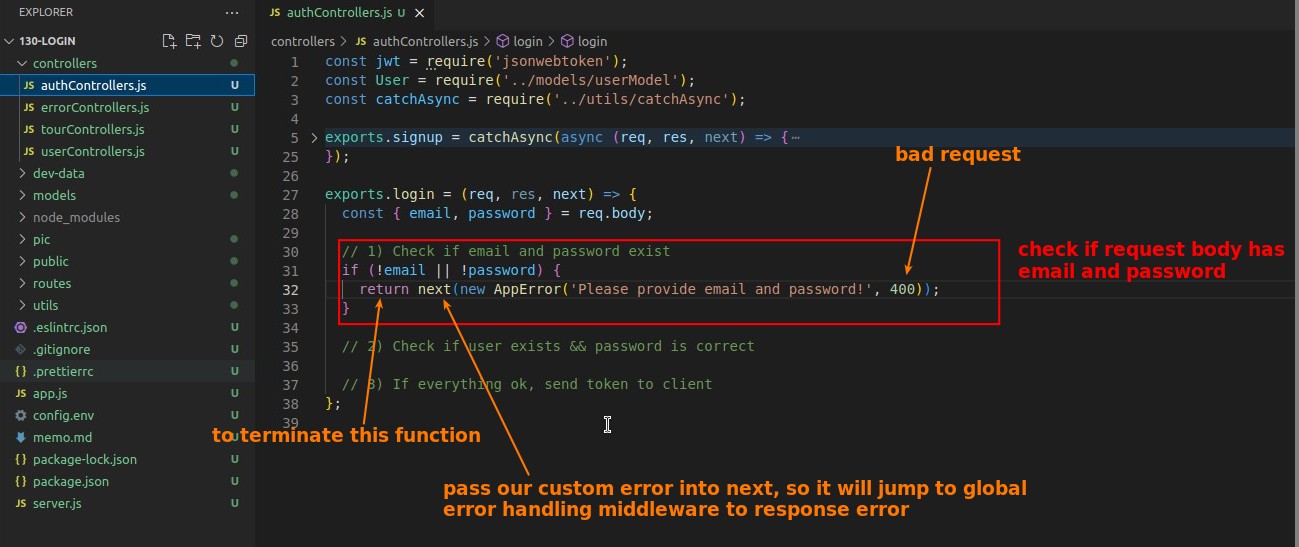 EXPLORER
130-LOGIN
controllers
JS authControllers.js U
JS errorControllers.js U
JS tourControllers.js U
JS userControllers.js U
dev-data
models
node_modules
pic
public
routes
utils
.eslintrc.json U
.gitignore U
{} .prettierrc U
JS app.js U
config.env U
memo.md U
{} package-lock.json U
{} package.json U
JS server.js U
JS authControllers.js U
controllers > JS authControllers.js > login > login
1 const jwt = require('jsonwebtoken');
2 const User = require('../models/userModel');
3 const catchAsync = require('../utils/catchAsync');
4
5 exports.signup = catchAsync(async (req, res, next) => {…
25 });
26
27 exports.login = (req, res, next) => {
28 const { email, password } = req.body;
29
30 // 1) Check if email and password exist
31 if (!email || !password) {
32 return next(new AppError('Please provide email and password!', 400));
33 }
34
35 // 2) Check if user exists && password is correct
36
37 // 3) If everything ok, send token to client
38 };
39
bad request
check if request body has
email and password
to terminate this function
pass our custom error into next, so it will jump to global
error handling middleware to response error